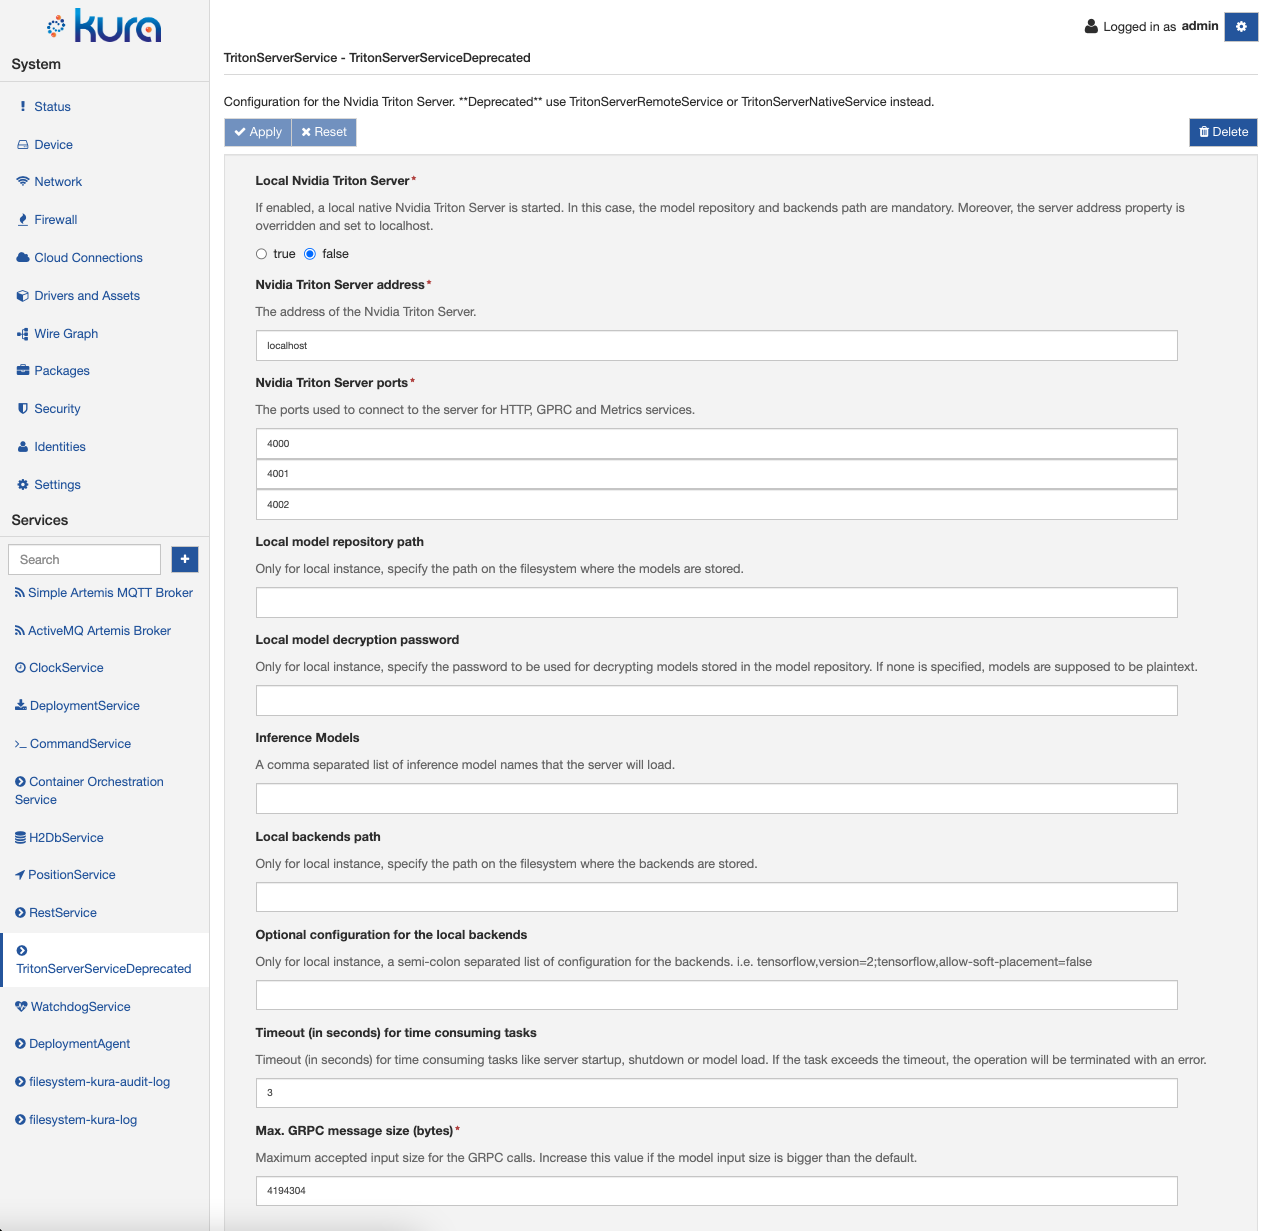 kura
System
Status
Device
Network
Firewall
Cloud Connections
Drivers and Assets
Wire Graph
Packages
Security
Identities
Settings
Services
Search
Simple Artemis MQTT Broker
ActiveMQ Artemis Broker
ClockService
DeploymentService
CommandService
Container Orchestration
Service
H2DbService
PositionService
RestService
TritonServerServiceDeprecated
WatchdogService
DeploymentAgent
filesystem-kura-audit-log
filesystem-kura-log
Logged in as admin
TritonServerService - TritonServerServiceDeprecated
Configuration for the Nvidia Triton Server. **Deprecated** use TritonServerRemoteService or TritonServerNativeService instead.
Apply Reset Delete
Local Nvidia Triton Server*
If enabled, a local native Nvidia Triton Server is started. In this case, the model repository and backends path are mandatory. Moreover, the server address property is
overridden and set to localhost.
true false
Nvidia Triton Server address*
The address of the Nvidia Triton Server.
localhost
Nvidia Triton Server ports*
The ports used to connect to the server for HTTP, GPRC and Metrics services.
4000
4001
4002
Local model repository path
Only for local instance, specify the path on the filesystem where the models are stored.
Local model decryption password
Only for local instance, specify the password to be used for decrypting models stored in the model repository. If none is specified, models are supposed to be plaintext.
Inference Models
A comma separated list of inference model names that the server will load.
Local backends path
Only for local instance, specify the path on the filesystem where the backends are stored.
Optional configuration for the local backends
Only for local instance, a semi-colon separated list of configuration for the backends. i.e. tensorflow,version=2;tensorflow,allow-soft-placement=false
Timeout (in seconds) for time consuming tasks
Timeout (in seconds) for time consuming tasks like server startup, shutdown or model load. If the task exceeds the timeout, the operation will be terminated with an error.
3
Max. GRPC message size (bytes)*
Maximum accepted input size for the GRPC calls. Increase this value if the model input size is bigger than the default.
4194304